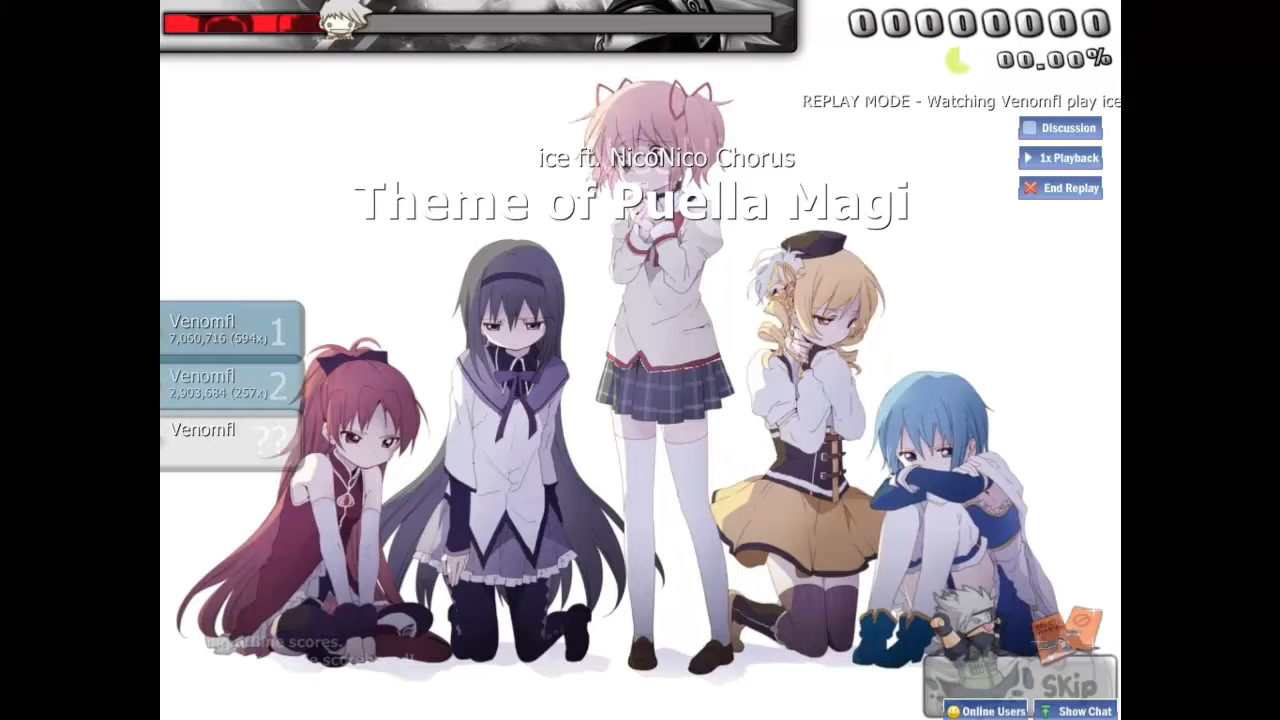 00000000
00.00%
REPLAY MODE - Watching Venomfl play ice
Discussion
1x Playback
End Replay
ice ft. NicoNico Chorus
Theme of Puella Magi
Venomfl
7,060,716 (594x) 1
Venomfl
2,903,684 (257x) 2
Venomfl
??
offline scores.
Skip
Online Users
Show Chat